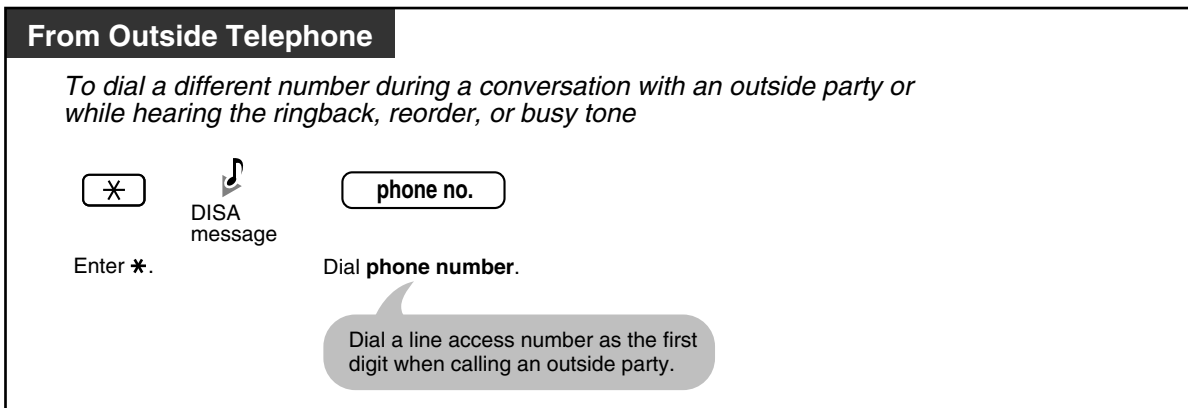 From Outside Telephone
To dial a different number during a conversation with an outside party or
while hearing the ringback, reorder, or busy tone
phone no.
DISA
message
Enter ✱.
Dial phone number.
Dial a line access number as the first
digit when calling an outside party.